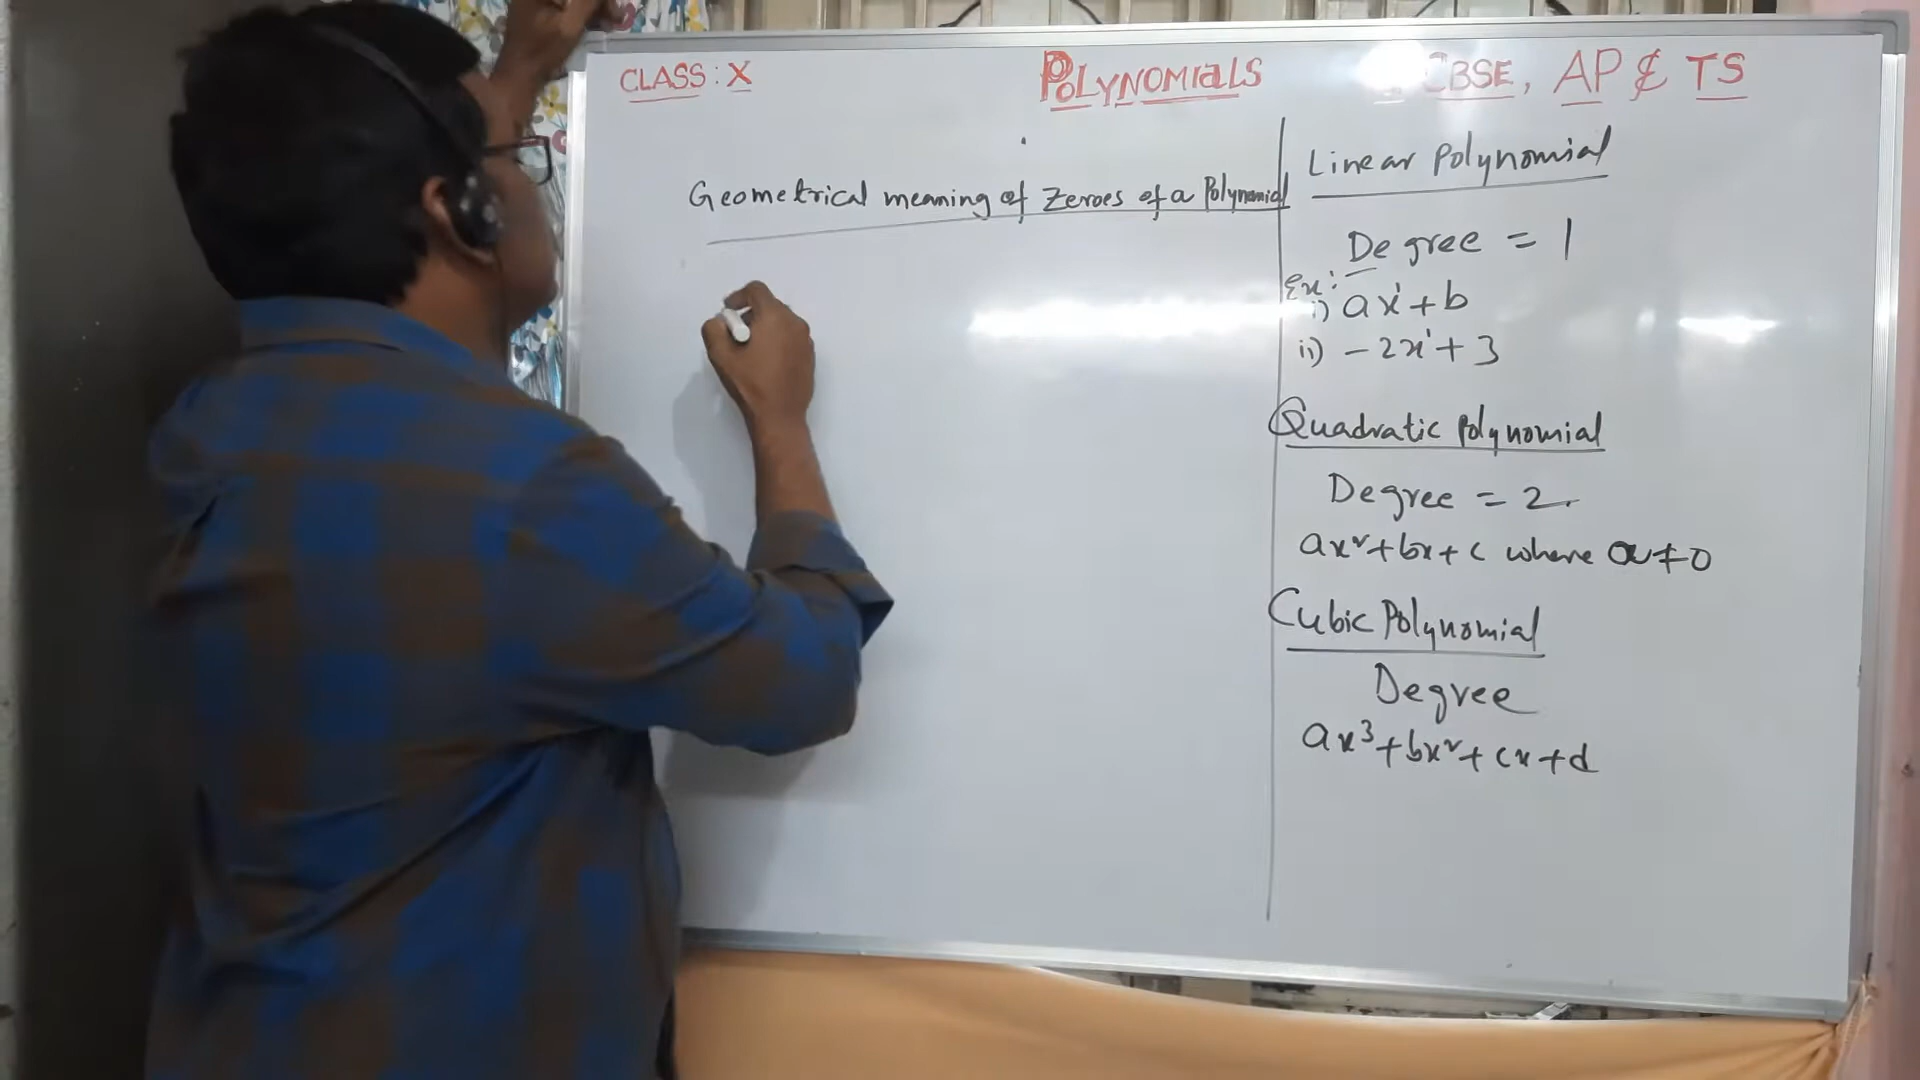 CLASS : X
POLYNOMIALS
CBSE, AP & TS
Geometrical meaning of Zeroes of a Polynomial
Linear Polynomial
Degree = 1
Ex:
i) ax¹+b
ii) -2x¹+3
Quadratic Polynomial
Degree = 2
ax²+bx+c where a≠0
Cubic Polynomial
Degree
ax³+bx²+cx+d